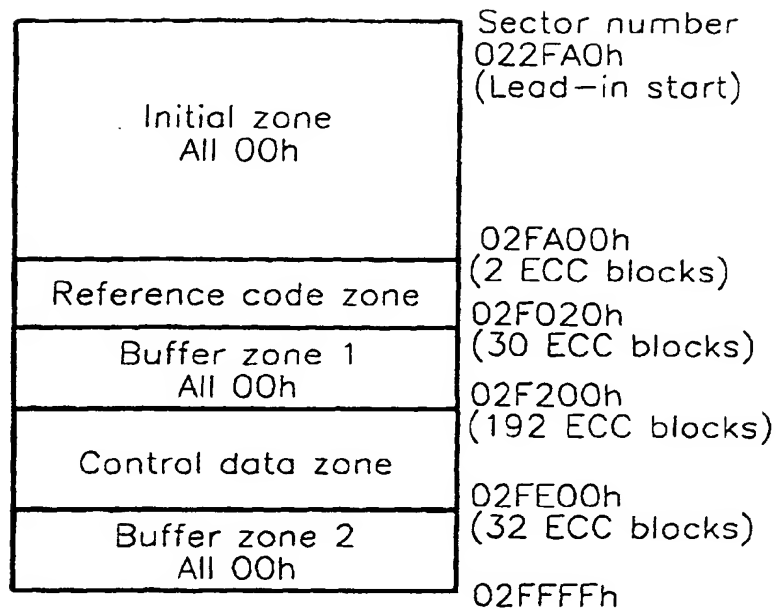 Sector number
022FA0h
(Lead-in start)
Initial zone
All 00h
02FA00h
(2 ECC blocks)
Reference code zone
02F020h
(30 ECC blocks)
Buffer zone 1
All 00h
02F200h
(192 ECC blocks)
Control data zone
02FE00h
(32 ECC blocks)
Buffer zone 2
All 00h
02FFFFh